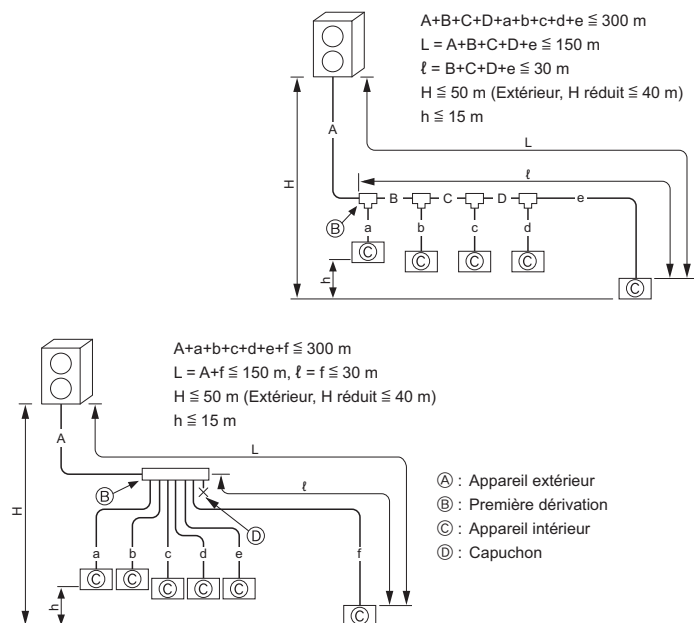 A+B+C+D+a+b+c+d+e ≦ 300 m
L = A+B+C+D+e ≦ 150 m
ℓ = B+C+D+e ≦ 30 m
H ≦ 50 m (Extérieur, H réduit ≦ 40 m)
h ≦ 15 m
A
L
H
ℓ
B C D e
Ⓑ a b c d
Ⓒ
Ⓒ Ⓒ Ⓒ
h
Ⓒ
A+a+b+c+d+e+f ≦ 300 m
L = A+f ≦ 150 m, ℓ = f ≦ 30 m
H ≦ 50 m (Extérieur, H réduit ≦ 40 m)
h ≦ 15 m
A
L
H
Ⓑ
ℓ
Ⓓ
a b c d e f
Ⓒ Ⓒ Ⓒ Ⓒ Ⓒ
h
Ⓒ
Ⓐ : Appareil extérieur
Ⓑ : Première dérivation
Ⓒ : Appareil intérieur
Ⓓ : Capuchon